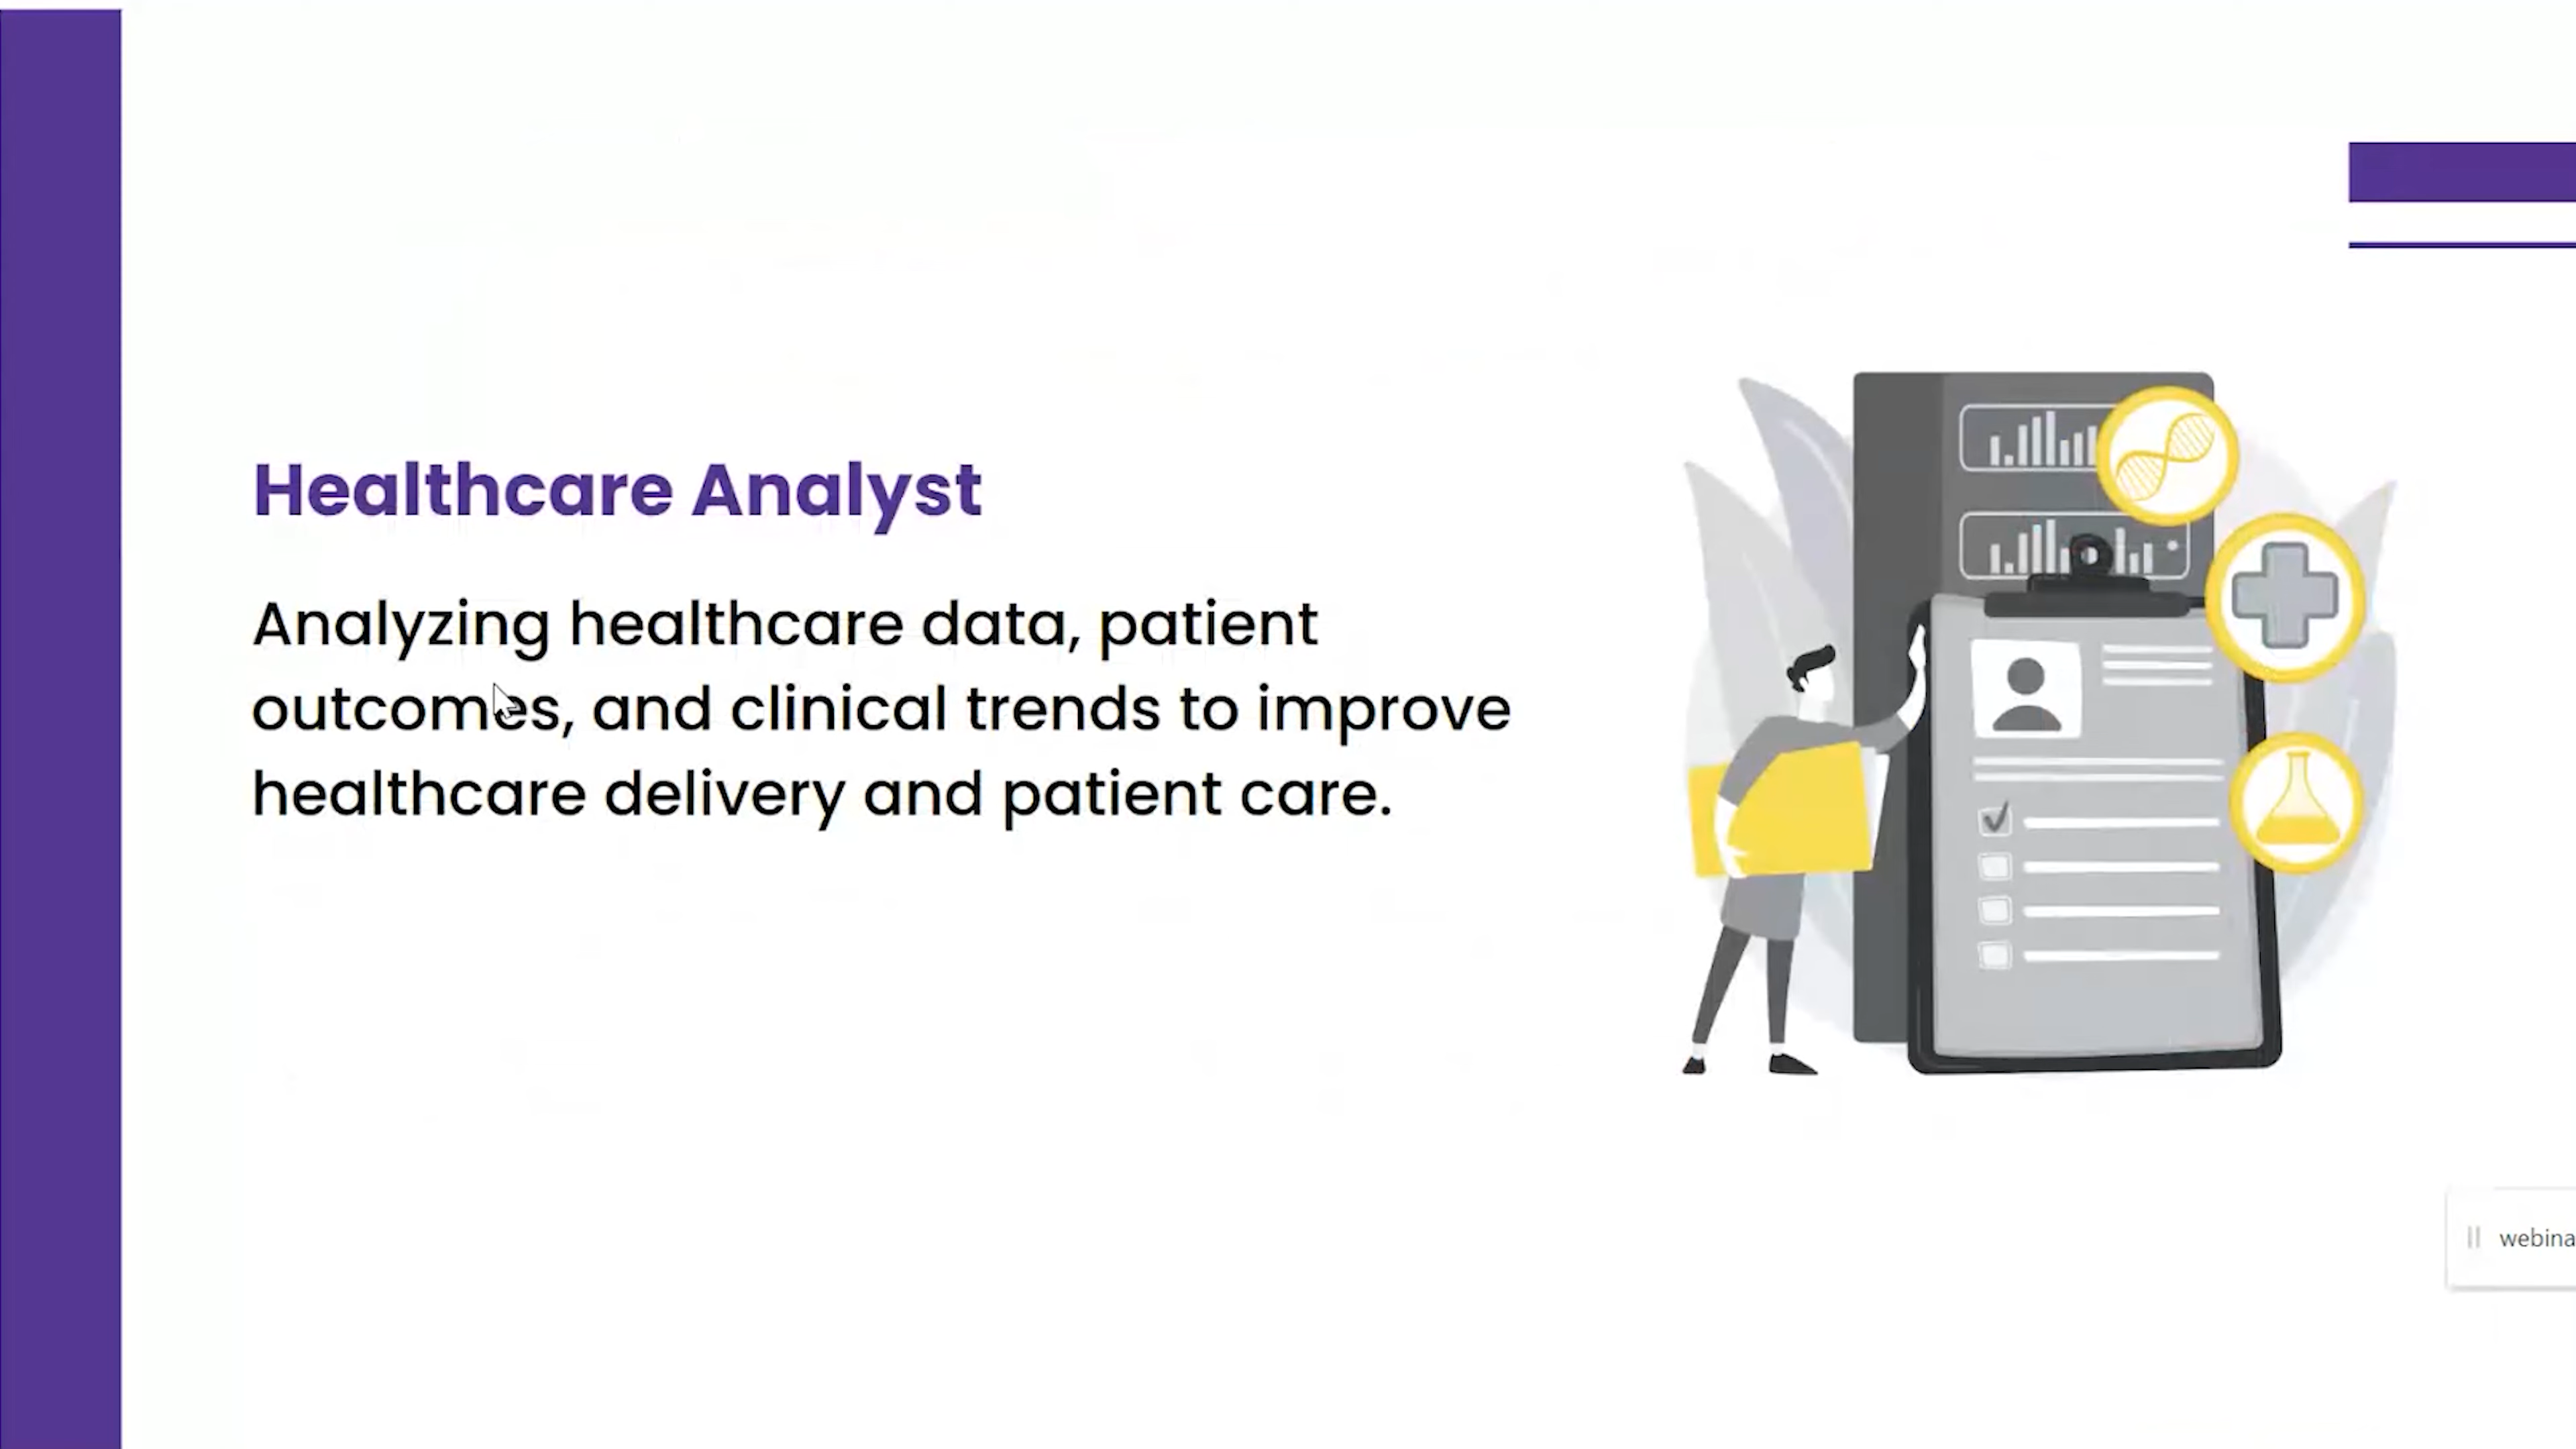 Healthcare Analyst
Analyzing healthcare data, patient
outcomes, and clinical trends to improve
healthcare delivery and patient care.
webina